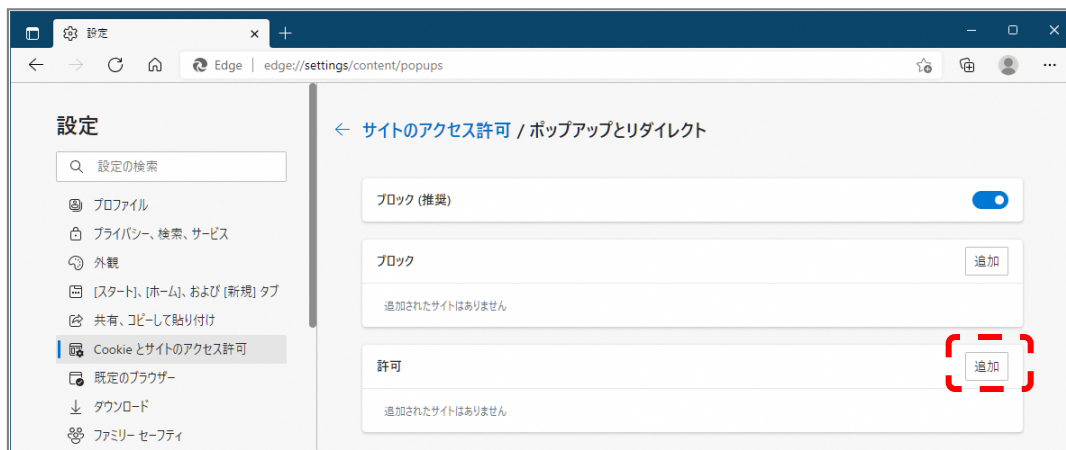 設定
Edge | edge://settings/content/popups
設定
設定の検索
プロファイル
プライバシー、検索、サービス
外観
[スタート]、[ホーム]、および [新規] タブ
共有、コピーして貼り付け
Cookie とサイトのアクセス許可
既定のブラウザー
ダウンロード
ファミリー セーフティ
サイトのアクセス許可 / ポップアップとリダイレクト
ブロック (推奨)
ブロック
追加
追加されたサイトはありません
許可
追加
追加されたサイトはありません